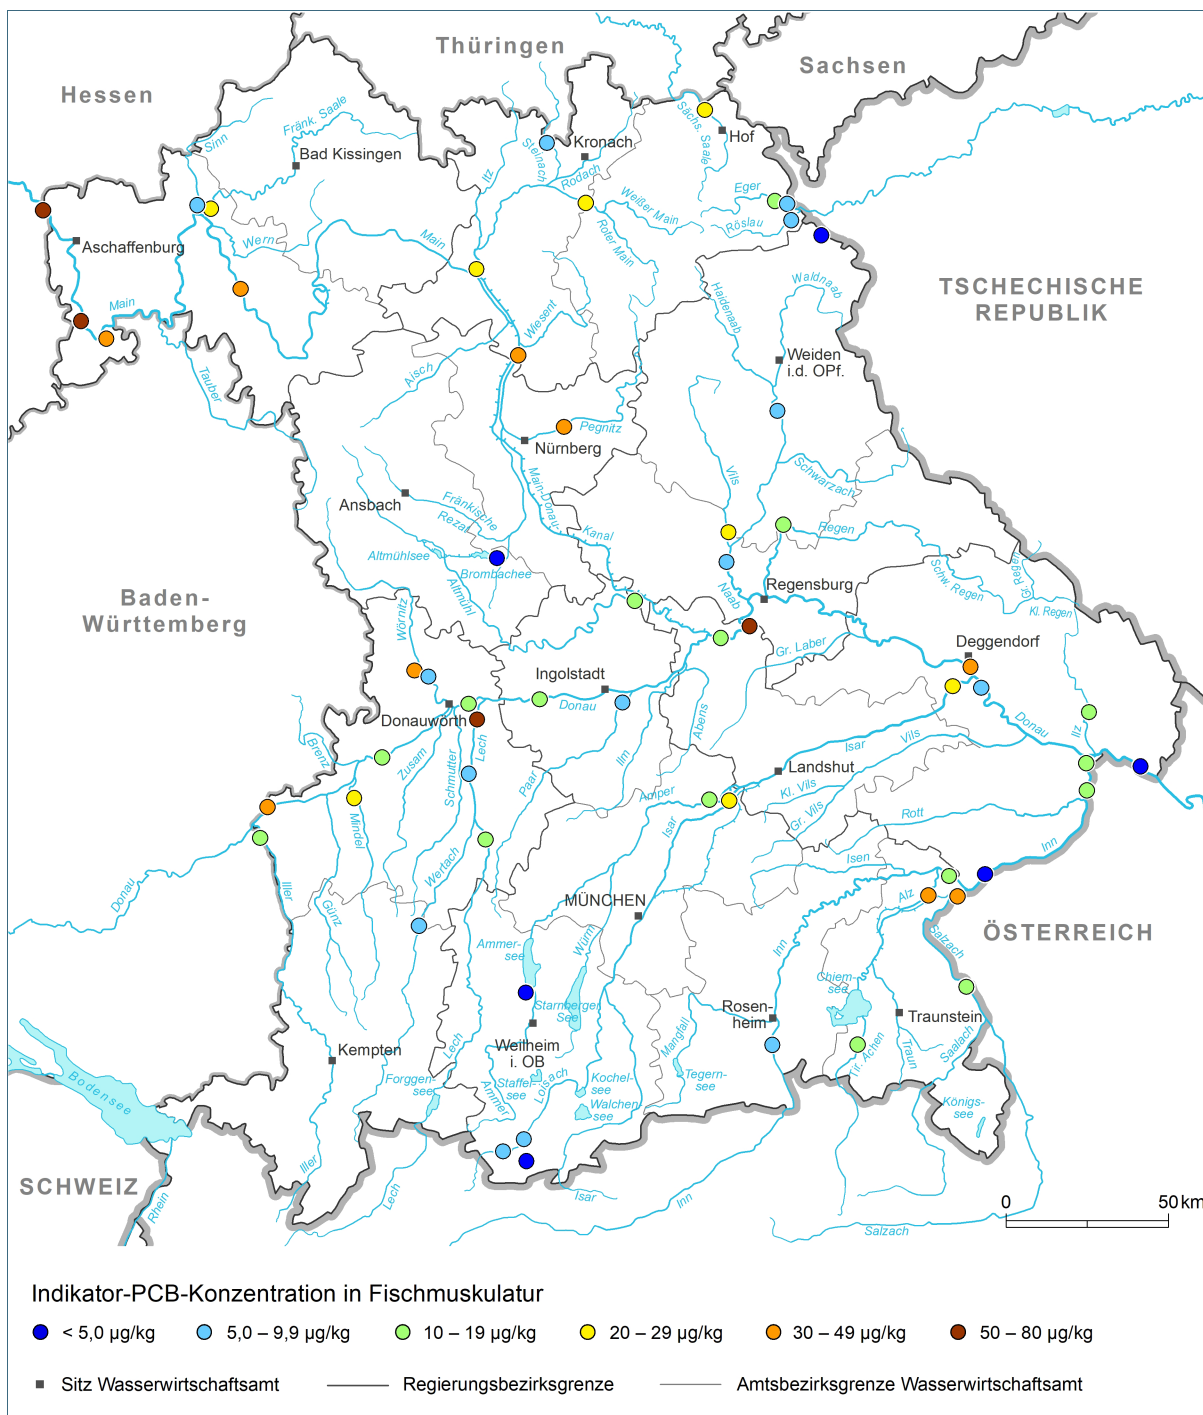 Thüringen
Sachsen
Hessen
Sinn
Fränk. Saale
Bad Kissingen
Itz
Steinach
Kronach
Rodach
Sächs. Saale
Hof
Eger
Weißer Main
Röslau
Roter Main
Aschaffenburg
Wern
Main
Main
Wiesent
Haidenaab
Waldnaab
TSCHECHISCHE
REPUBLIK
Weiden
i.d. OPf.
Tauber
Aisch
Pegnitz
Nürnberg
Vils
Schwarzach
Ansbach
Fränkische
Rezat
Main-Donau-
Kanal
Regen
Altmühlsee
Brombachsee
Altmühl
Schw. Regen
Gr. Regen
Kl. Regen
Naab
Regensburg
Baden-
Württemberg
Wörnitz
Gr. Laber
Deggendorf
Ingolstadt
Donau
Abens
Donauwörth
Ilm
Donau
Ilz
Brenz
Zusam
Schmutter
Lech
Paar
Isar
Vils
Landshut
Kl. Vils
Gr. Vils
Mindel
Amper
Isar
Rott
Inn
Donau
Iller
Günz
Wertach
Isen
MÜNCHEN
Alz
Salzach
ÖSTERREICH
Ammer-
see
Würm
Inn
Starnberger
See
Chiem-
see
Rosen-
heim
Traunstein
Weilheim
i. OB
Kempten
Lech
Mangfall
Tir. Achen
Traun
Saalach
Forggen-
see
Ammer
Staffel-
see
Loisach
Kochel-
see
Walchen-
see
Tegern-
see
Königs-
see
Bodensee
SCHWEIZ
Rhein
Iller
Lech
Isar
Inn
Salzach
0 50 km
Indikator-PCB-Konzentration in Fischmuskulatur
< 5,0 µg/kg 5,0 – 9,9 µg/kg 10 – 19 µg/kg 20 – 29 µg/kg 30 – 49 µg/kg 50 – 80 µg/kg
Sitz Wasserwirtschaftsamt Regierungsbezirksgrenze Amtsbezirksgrenze Wasserwirtschaftsamt